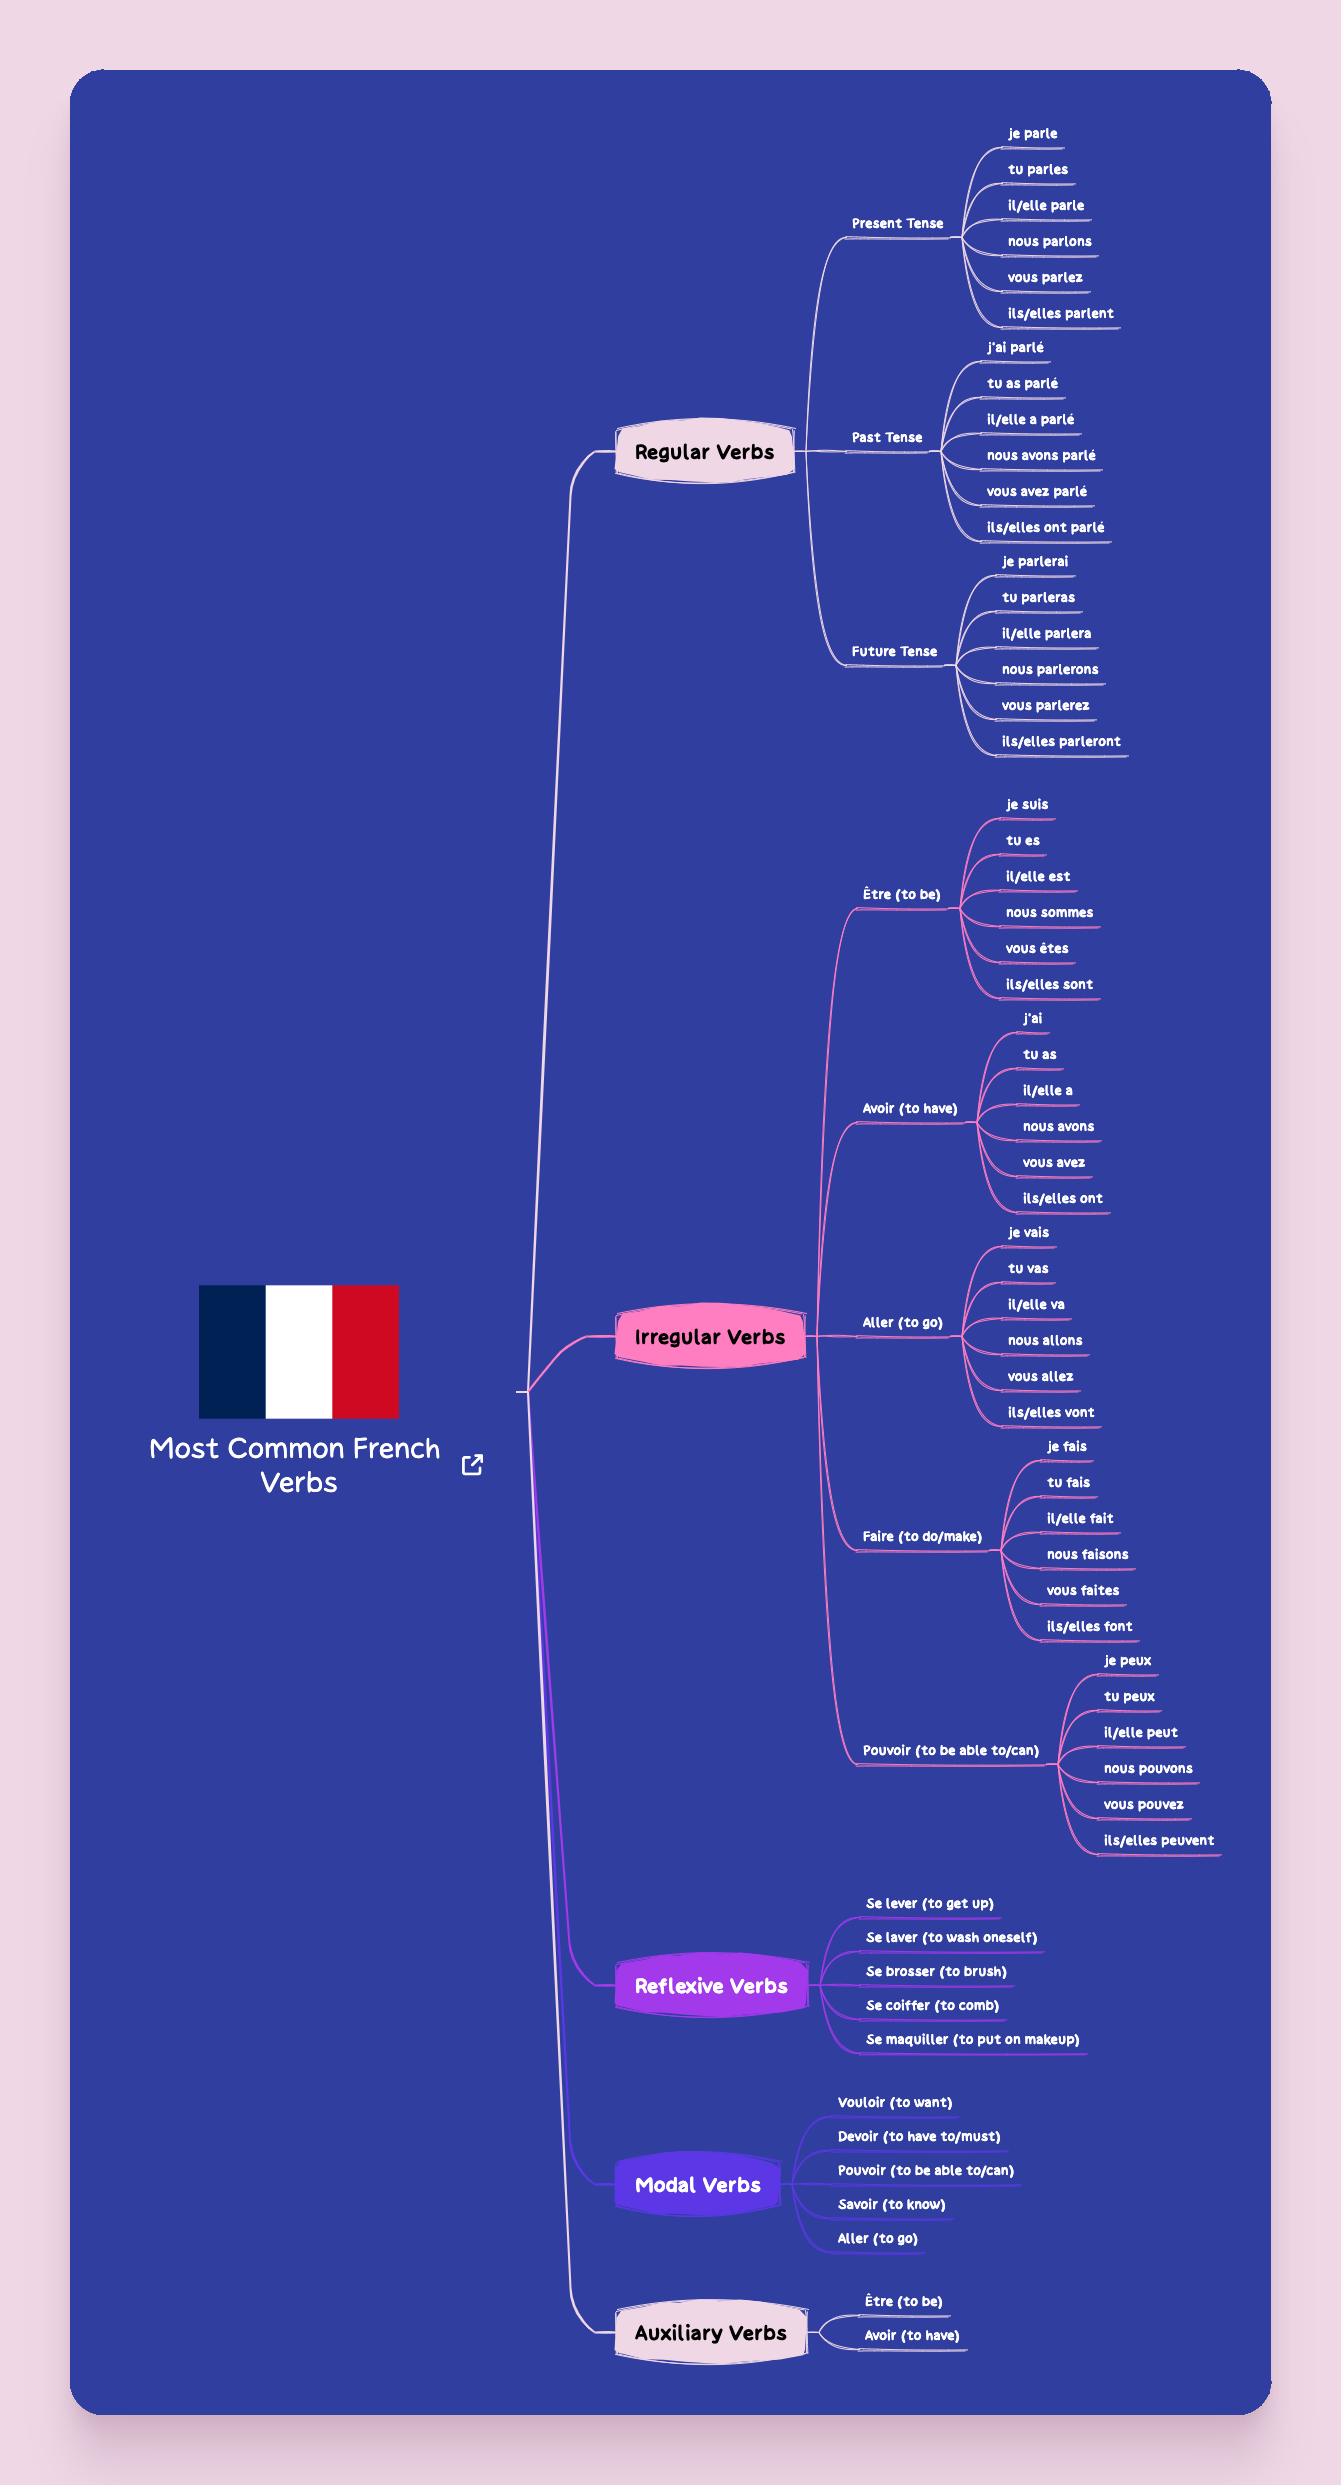 Most Common French
Verbs
Regular Verbs
Present Tense
je parle
tu parles
il/elle parle
nous parlons
vous parlez
ils/elles parlent
Past Tense
j'ai parlé
tu as parlé
il/elle a parlé
nous avons parlé
vous avez parlé
ils/elles ont parlé
Future Tense
je parlerai
tu parleras
il/elle parlera
nous parlerons
vous parlerez
ils/elles parleront
Irregular Verbs
Être (to be)
je suis
tu es
il/elle est
nous sommes
vous êtes
ils/elles sont
Avoir (to have)
j'ai
tu as
il/elle a
nous avons
vous avez
ils/elles ont
Aller (to go)
je vais
tu vas
il/elle va
nous allons
vous allez
ils/elles vont
Faire (to do/make)
je fais
tu fais
il/elle fait
nous faisons
vous faites
ils/elles font
Pouvoir (to be able to/can)
je peux
tu peux
il/elle peut
nous pouvons
vous pouvez
ils/elles peuvent
Reflexive Verbs
Se lever (to get up)
Se laver (to wash oneself)
Se brosser (to brush)
Se coiffer (to comb)
Se maquiller (to put on makeup)
Modal Verbs
Vouloir (to want)
Devoir (to have to/must)
Pouvoir (to be able to/can)
Savoir (to know)
Aller (to go)
Auxiliary Verbs
Être (to be)
Avoir (to have)